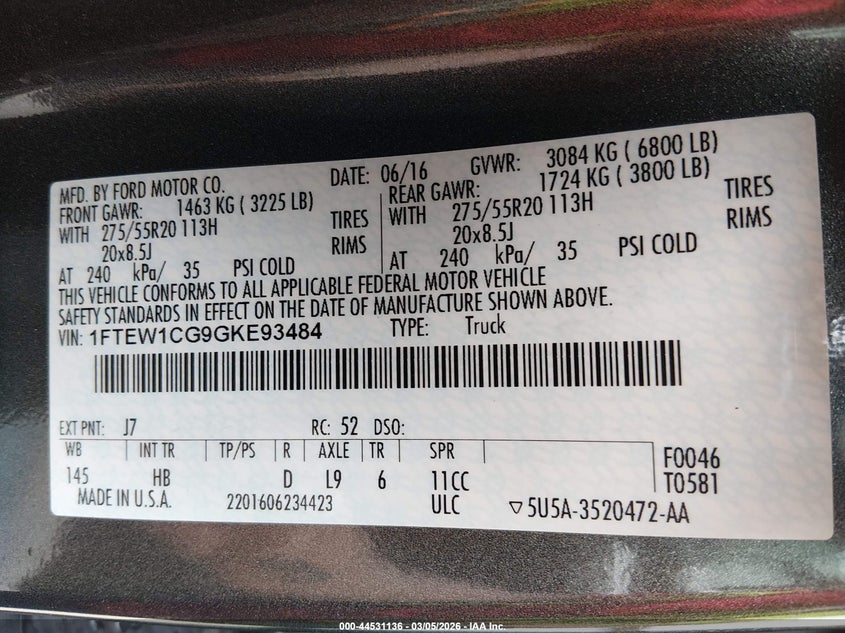 MFD. BY FORD MOTOR CO. DATE: 06/16 GVWR: 3084 KG ( 6800 LB)
FRONT GAWR: 1463 KG ( 3225 LB) REAR GAWR: 1724 KG ( 3800 LB)
WITH 275/55R20 113H TIRES WITH 275/55R20 113H TIRES
20x8.5J RIMS 20x8.5J RIMS
AT 240 kPa/ 35 PSI COLD AT 240 kPa/ 35 PSI COLD
THIS VEHICLE CONFORMS TO ALL APPLICABLE FEDERAL MOTOR VEHICLE
SAFETY STANDARDS IN EFFECT ON THE DATE OF MANUFACTURE SHOWN ABOVE.
VIN: 1FTEW1CG9GKE93484 TYPE: Truck
EXT PNT: J7 RC: 52 DSO:
WB INT TR TP/PS R AXLE TR SPR F0046
145 HB D L9 6 11CC T0581
MADE IN U.S.A. 2201606234423 ULC ▽5U5A-3520472-AA
000-44531136 - 03/05/2026 - IAA Inc.